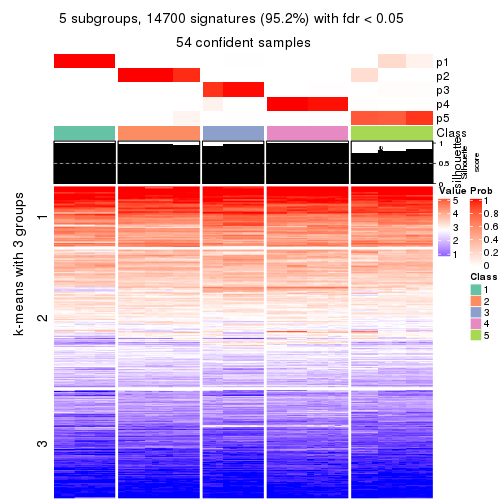 5 subgroups, 14700 signatures (95.2%) with fdr < 0.05
54 confident samples
p1
p2
p3
p4
p5
Class
1
0.5
0
silhouette
Silhouette
score
k-means with 3 groups
1
2
3
Value
5
4
3
2
1
Prob
1
0.8
0.6
0.4
0.2
0
Class
1
2
3
4
5